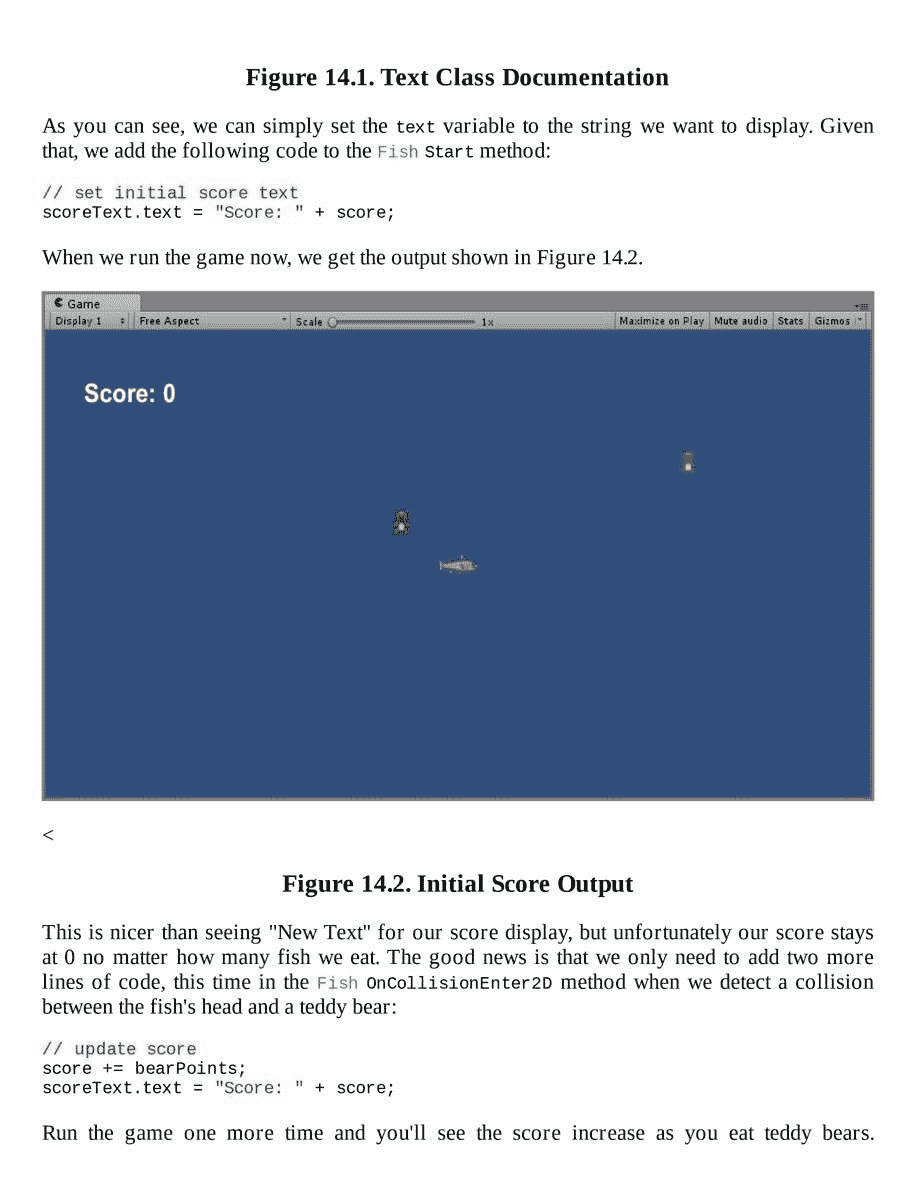 Figure 14.1. Text Class Documentation
As you can see, we can simply set the text variable to the string we want to display. Given
that, we add the following code to the Fish Start method:
// set initial score text
scoreText.text = "Score: " + score;
When we run the game now, we get the output shown in Figure 14.2.
Game
Display 1 Free Aspect Scale 1x Maximize on Play Mute audio Stats Gizmos
Score: 0
<
Figure 14.2. Initial Score Output
This is nicer than seeing "New Text" for our score display, but unfortunately our score stays
at 0 no matter how many fish we eat. The good news is that we only need to add two more
lines of code, this time in the Fish OnCollisionEnter2D method when we detect a collision
between the fish's head and a teddy bear:
// update score
score += bearPoints;
scoreText.text = "Score: " + score;
Run the game one more time and you'll see the score increase as you eat teddy bears.